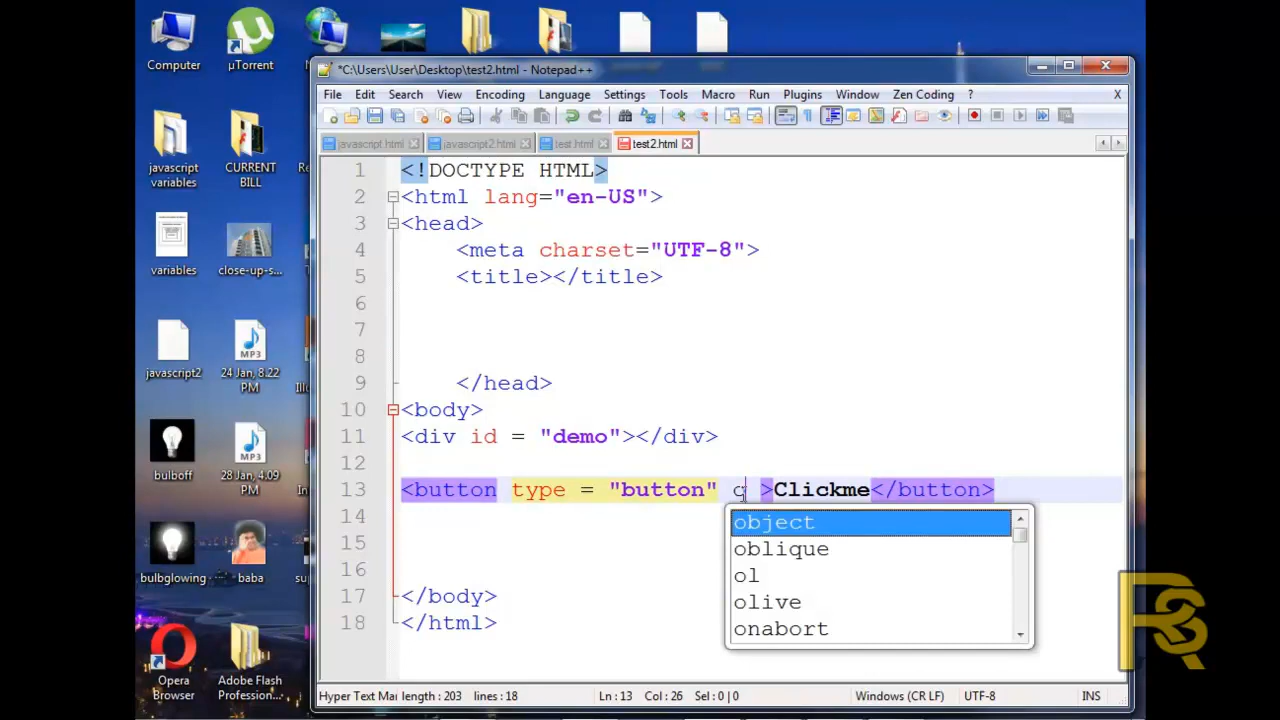 Computer
µTorrent
*C:\Users\User\Desktop\test2.html - Notepad++
File Edit Search View Encoding Language Settings Tools Macro Run Plugins Window Zen Coding ? X
javascript.html javascript2.html test.html test2.html
javascript variables
CURRENT BILL
variables
close-up-s...
javascript2
24 Jan, 8.22 PM
bulboff
28 Jan, 4.09 PM
bulbglowing
baba
Opera Browser
Adobe Flash Profession...
MP3
MP3
1 <!DOCTYPE HTML>
2 <html lang="en-US">
3 <head>
4 <meta charset="UTF-8">
5 <title></title>
6
7
8
9 </head>
10 <body>
11 <div id = "demo"></div>
12
13 <button type = "button" o >Clickme</button>
14
15
16
17 </body>
18 </html>
object
oblique
ol
olive
onabort
Hyper Text Mar length : 203 lines : 18 Ln : 13 Col : 26 Sel : 0 | 0 Windows (CR LF) UTF-8 INS